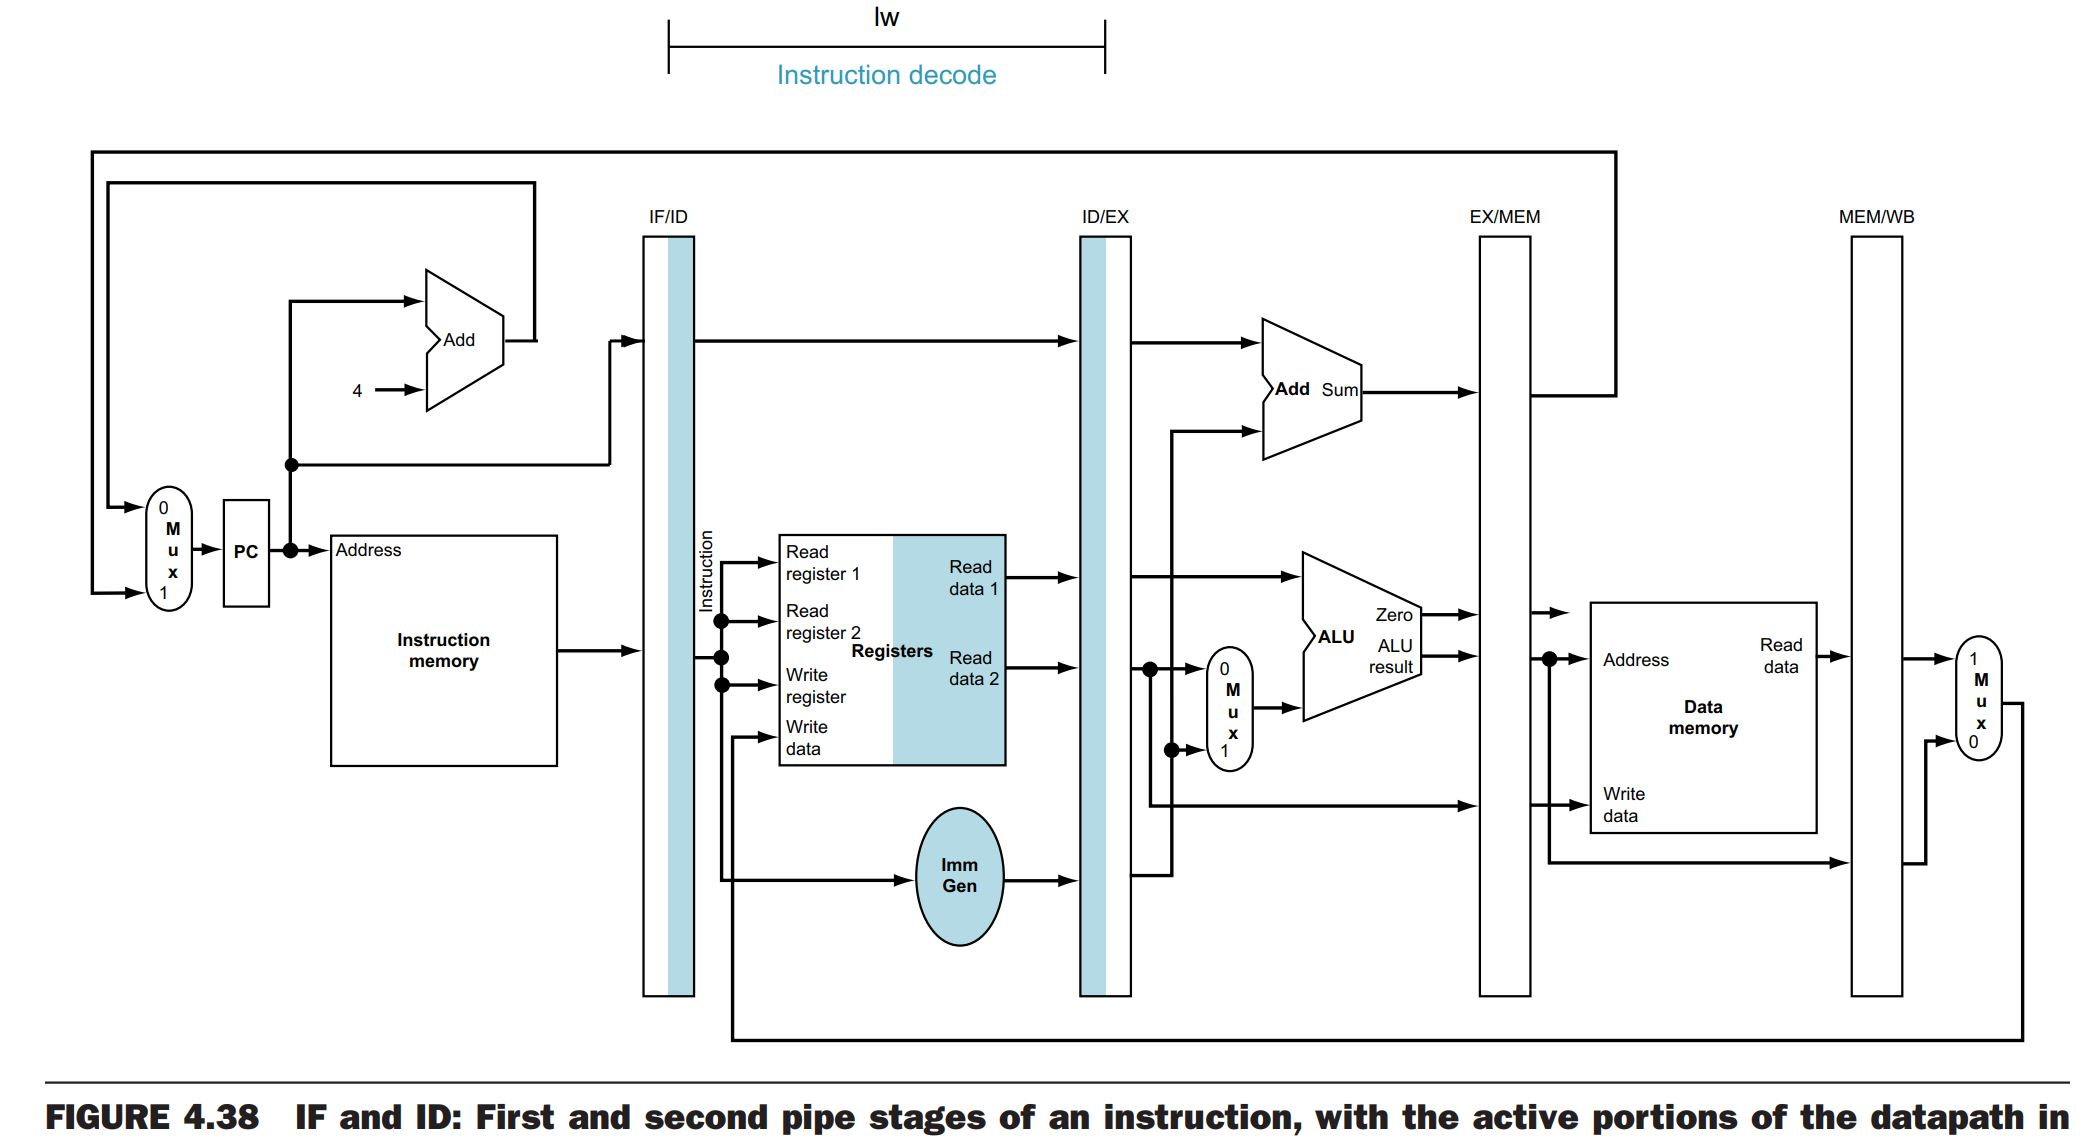 lw
Instruction decode
IF/ID
ID/EX
EX/MEM
MEM/WB
Add
4
Add Sum
0
M
u
x
1
PC
Address
Instruction
memory
Instruction
Read
register 1
Read
register 2
Registers
Write
register
Write
data
Read
data 1
Read
data 2
Imm
Gen
0
M
u
x
1
Zero
ALU
ALU
result
Address
Read
data
Data
memory
Write
data
1
M
u
x
0
FIGURE 4.38 IF and ID: First and second pipe stages of an instruction, with the active portions of the datapath in